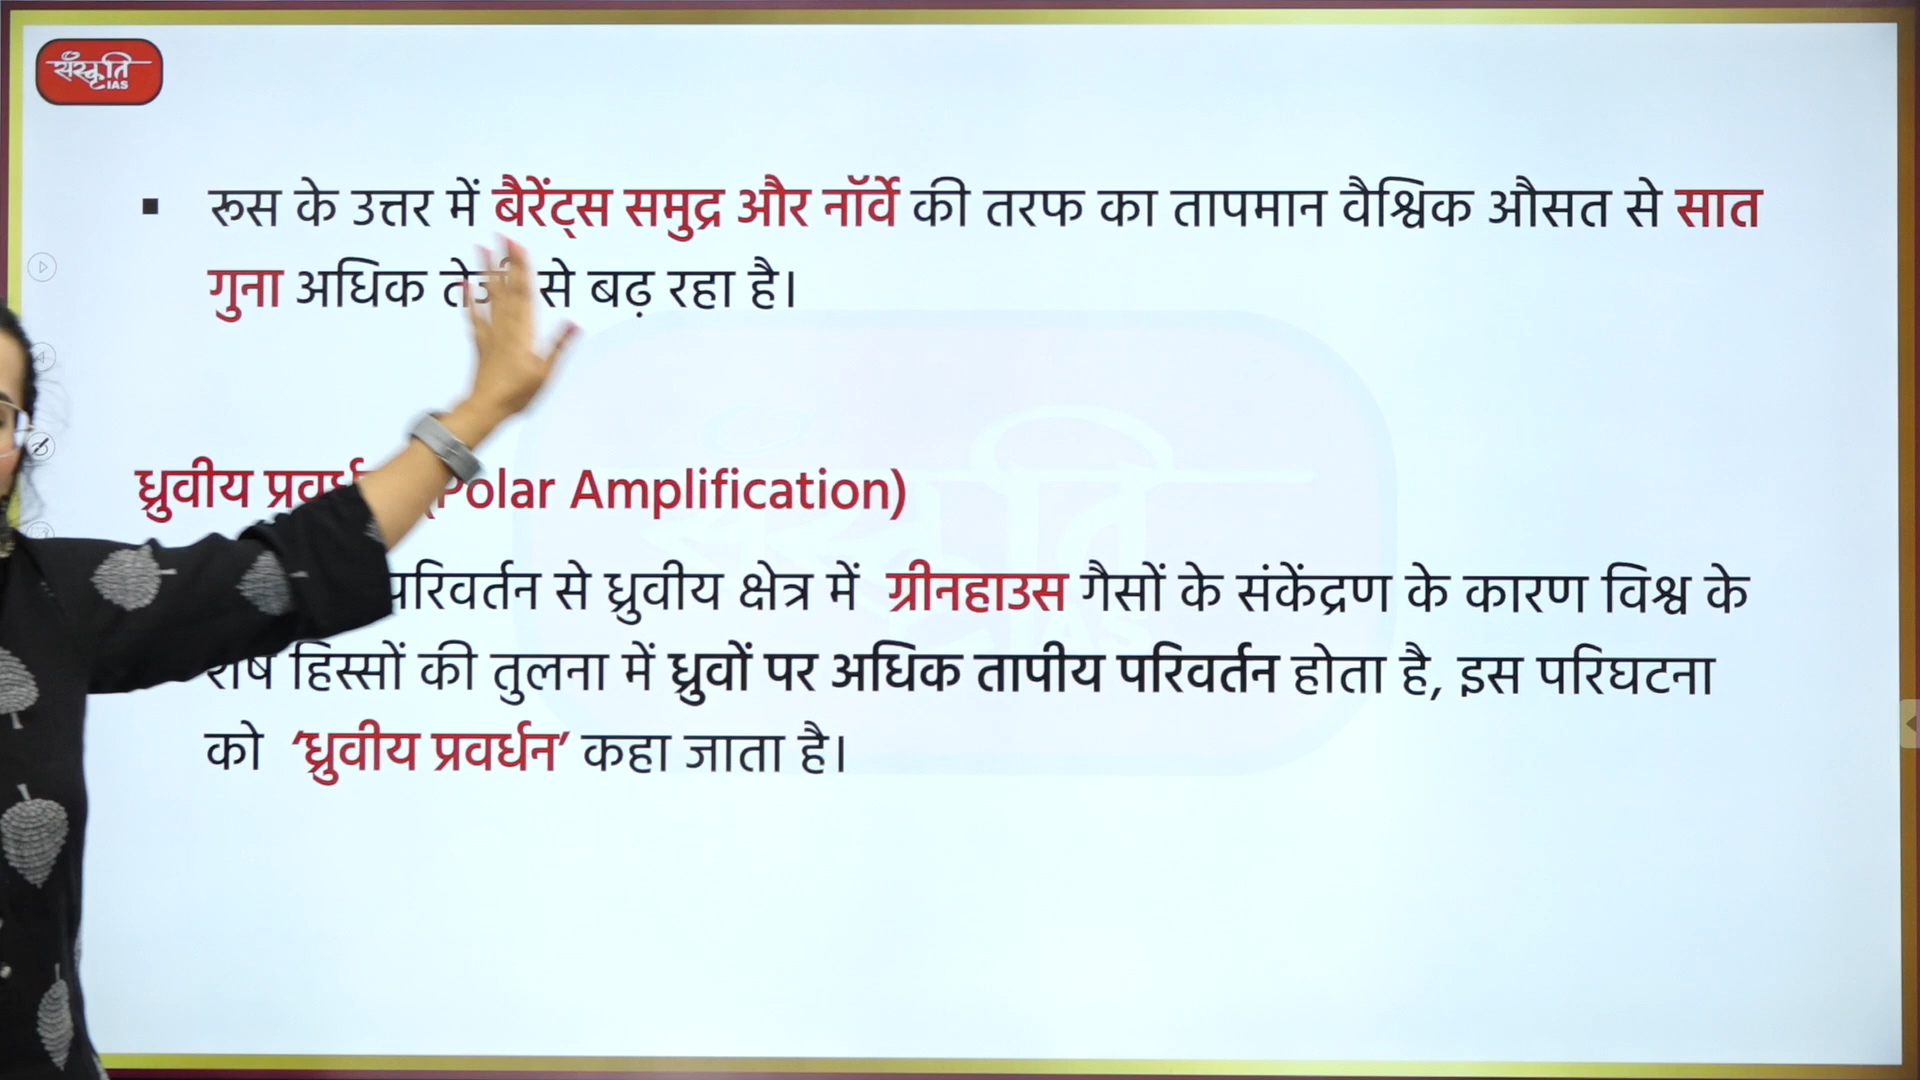 संस्कृति
IAS
▪ रूस के उत्तर में बैरेंट्स समुद्र और नॉर्वे की तरफ का तापमान वैश्विक औसत से सात
गुना अधिक से बढ़ रहा है।
ध्रुवीय (Polar Amplification)
परिवर्तन से ध्रुवीय क्षेत्र में ग्रीनहाउस गैसों के संकेंद्रण के कारण विश्व के
शेष हिस्सों की तुलना में ध्रुवों पर अधिक तापीय परिवर्तन होता है, इस परिघटना
को ‘ध्रुवीय प्रवर्धन’ कहा जाता है।